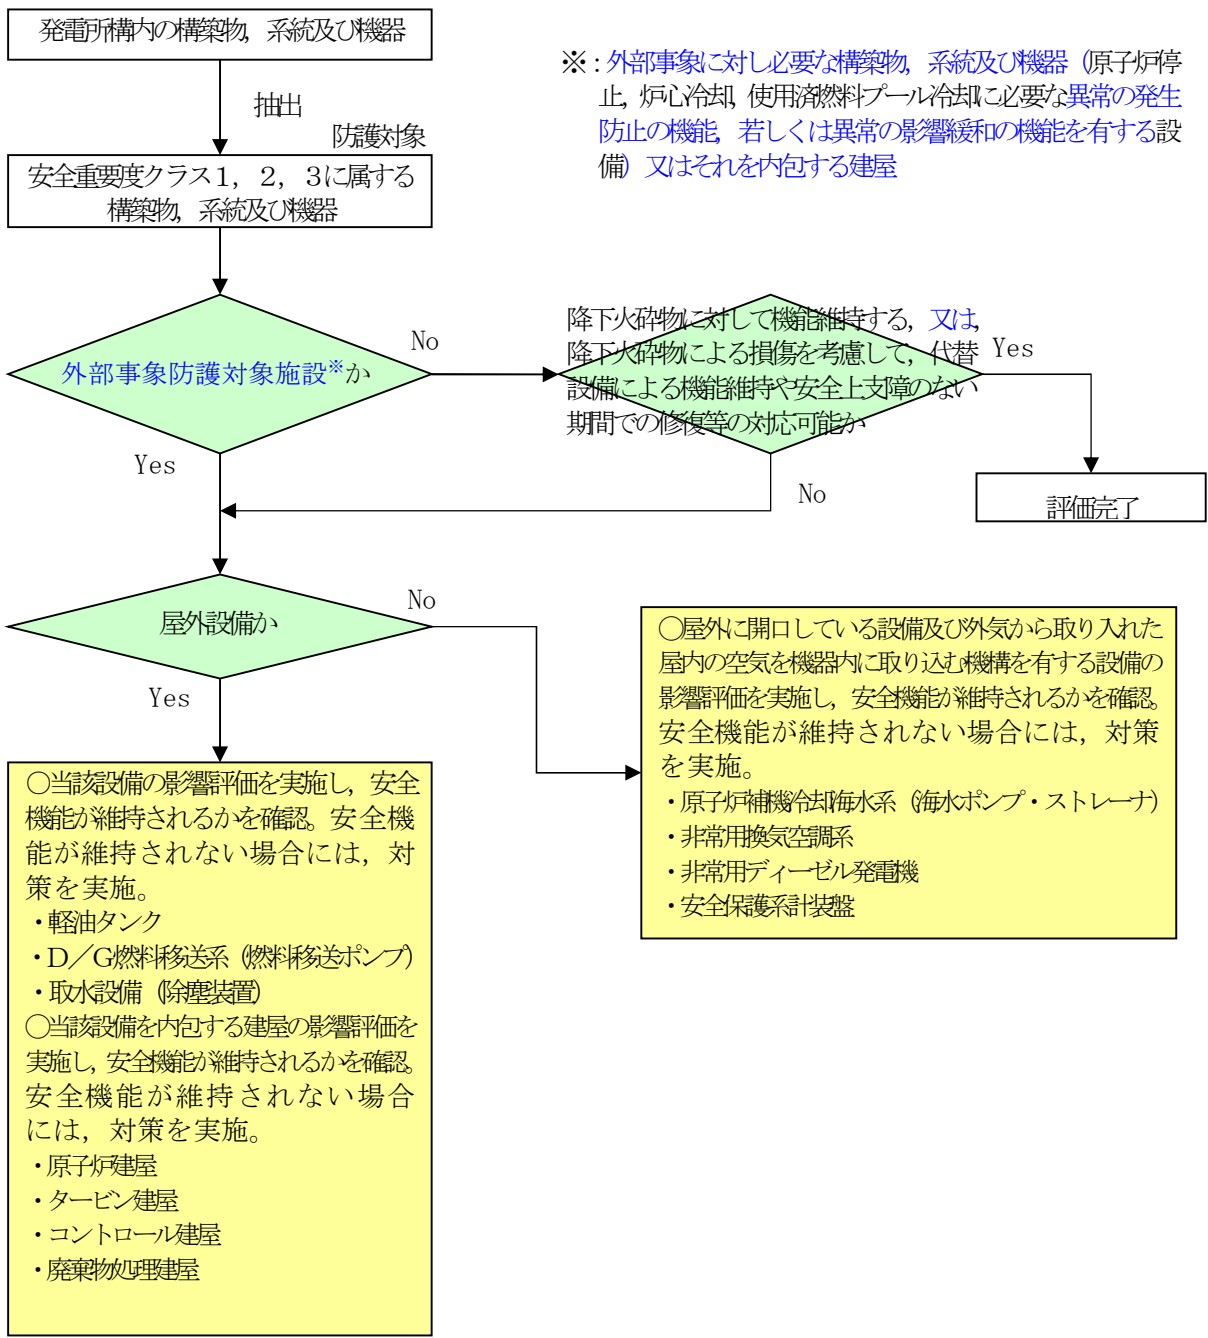 発電所構内の構築物，系統及び機器
※：外部事象に対し必要な構築物，系統及び機器（原子炉停
止，炉心冷却，使用済燃料プール冷却に必要な異常の発生
防止の機能，若しくは異常の影響緩和の機能を有する設
備）又はそれを内包する建屋
抽出
防護対象
安全重要度クラス１，２，３に属する
構築物，系統及び機器
外部事象防護対象施設※か
No
Yes
降下火砕物に対して機能維持する，又は，
降下火砕物による損傷を考慮して，代替
設備による機能維持や安全上支障のない
期間での修復等の対応可能か
Yes
No
評価完了
屋外設備か
No
Yes
○屋外に開口している設備及び外気から取り入れた
屋内の空気を機器内に取り込む機構を有する設備の
影響評価を実施し，安全機能が維持されるかを確認。
安全機能が維持されない場合には，対策
を実施。
・原子炉補機冷却海水系（海水ポンプ・ストレーナ）
・非常用換気空調系
・非常用ディーゼル発電機
・安全保護系計装盤
○当該設備の影響評価を実施し，安全
機能が維持されるかを確認。安全機
能が維持されない場合には，対
策を実施。
・軽油タンク
・D／G燃料移送系（燃料移送ポンプ）
・取水設備（除塵装置）
○当該設備を内包する建屋の影響評価を
実施し，安全機能が維持されるかを確認。
安全機能が維持されない場合
には，対策を実施。
・原子炉建屋
・タービン建屋
・コントロール建屋
・廃棄物処理建屋